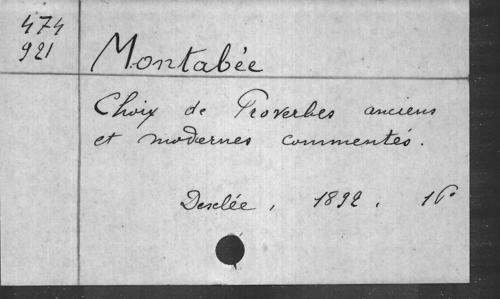 474
921
Montabée
Choix de Proverbes anciens
et modernes commentés.
Desclée, 1892, 16°